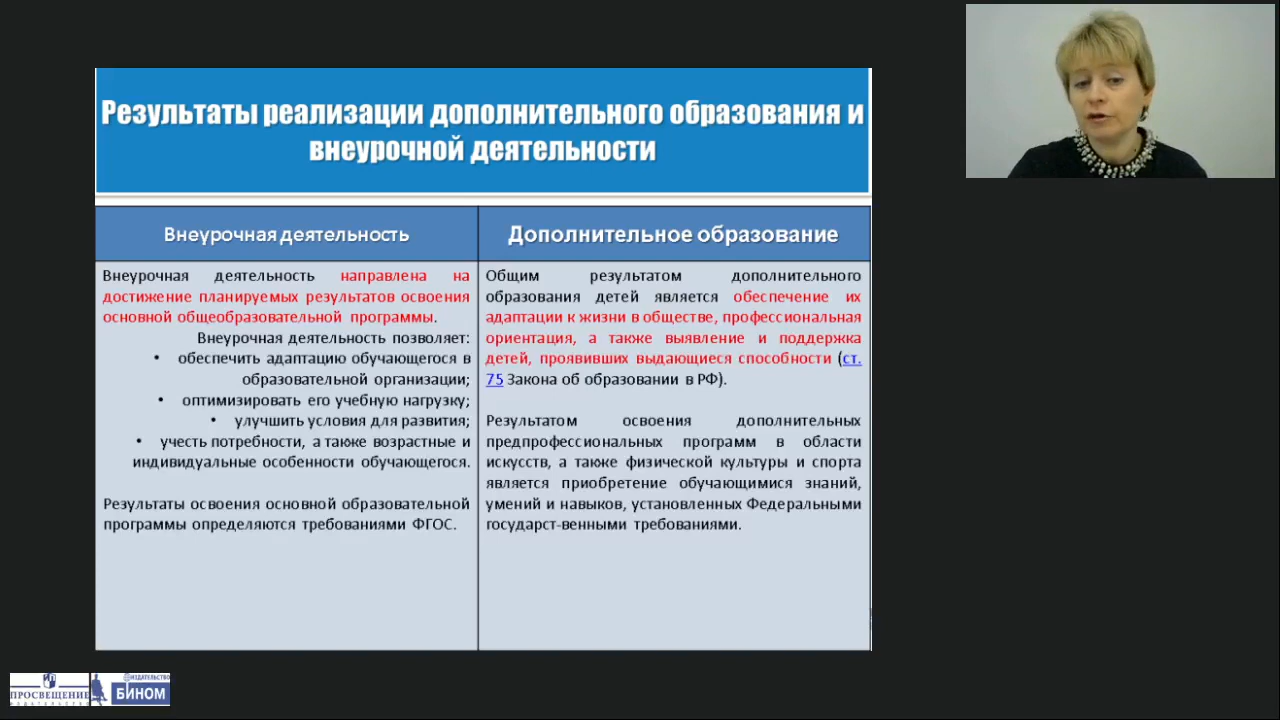 Результаты реализации дополнительного образования и
внеурочной деятельности
Внеурочная деятельность
Внеурочная деятельность направлена на
достижение планируемых результатов освоения
основной общеобразовательной программы.
Внеурочная деятельность позволяет:
• обеспечить адаптацию обучающегося в
образовательной организации;
• оптимизировать его учебную нагрузку;
• улучшить условия для развития;
• учесть потребности, а также возрастные и
индивидуальные особенности обучающегося.
Результаты освоения основной образовательной
программы определяются требованиями ФГОС.
Дополнительное образование
Общим результатом дополнительного
образования детей является обеспечение их
адаптации к жизни в обществе, профессиональная
ориентация, а также выявление и поддержка
детей, проявивших выдающиеся способности (ст.
75 Закона об образовании в РФ).
Результатом освоения дополнительных
предпрофессиональных программ в области
искусств, а также физической культуры и спорта
является приобретение обучающимися знаний,
умений и навыков, установленных Федеральными
государст-венными требованиями.
ПРОСВЕЩЕНИЕ
ИЗДАТЕЛЬСТВО
ИЗДАТЕЛЬСТВО
БИНОМ